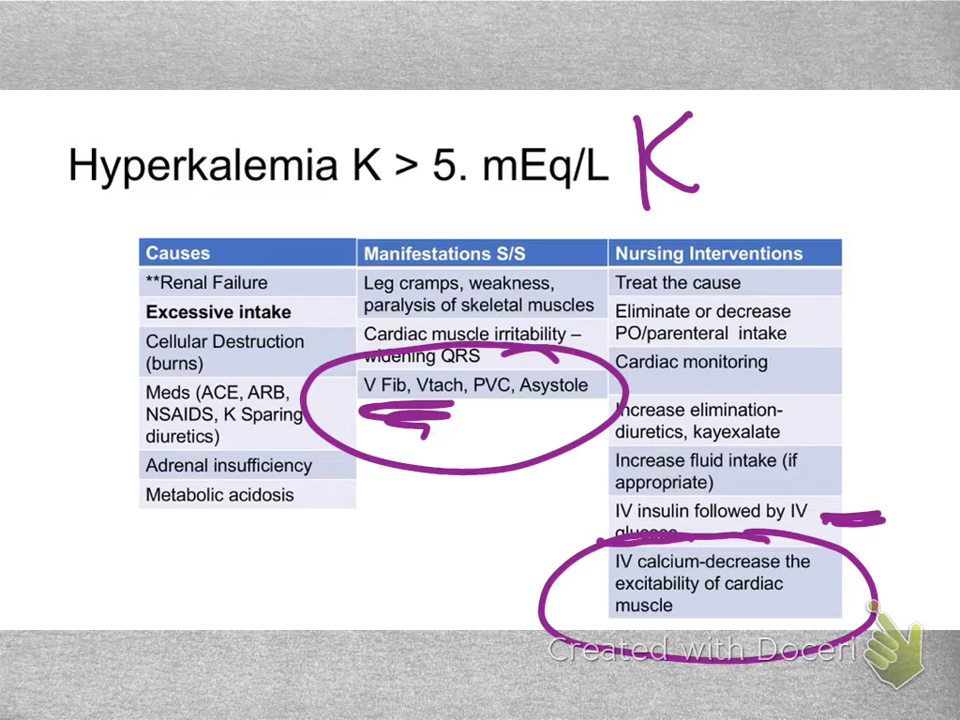 Hyperkalemia K > 5. mEq/L K
Causes
**Renal Failure
Excessive intake
Cellular Destruction
(burns)
Meds (ACE, ARB,
NSAIDS, K Sparing
diuretics)
Adrenal insufficiency
Metabolic acidosis
Manifestations S/S
Leg cramps, weakness,
paralysis of skeletal muscles
Cardiac muscle irritability –
widening QRS
V Fib, Vtach, PVC, Asystole
Nursing Interventions
Treat the cause
Eliminate or decrease
PO/parenteral intake
Cardiac monitoring
Increase elimination-
diuretics, kayexalate
Increase fluid intake (if
appropriate)
IV insulin followed by IV
glucose
IV calcium-decrease the
excitability of cardiac
muscle
Created with Doceri